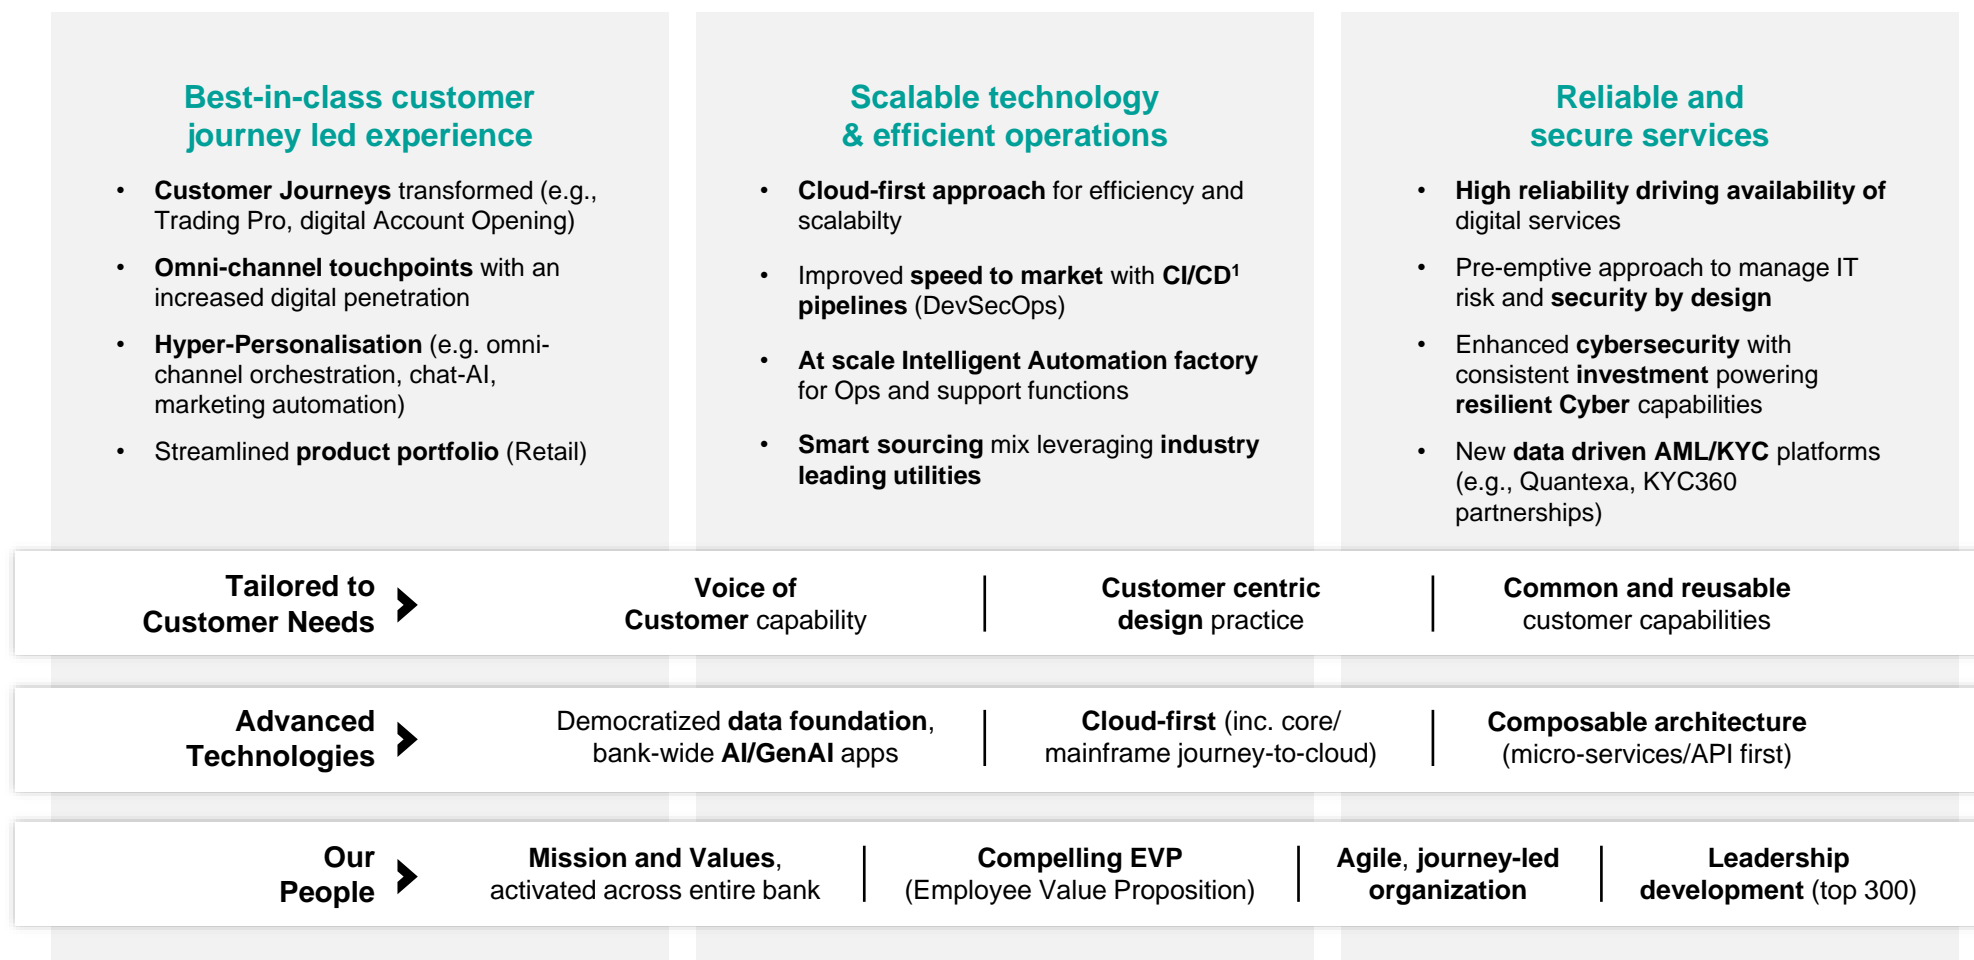 Best-in-class customer
journey led experience
• Customer Journeys transformed (e.g.,
Trading Pro, digital Account Opening)
• Omni-channel touchpoints with an
increased digital penetration
• Hyper-Personalisation (e.g. omni-
channel orchestration, chat-AI,
marketing automation)
• Streamlined product portfolio (Retail)
Scalable technology
& efficient operations
• Cloud-first approach for efficiency and
scalabilty
• Improved speed to market with CI/CD¹
pipelines (DevSecOps)
• At scale Intelligent Automation factory
for Ops and support functions
• Smart sourcing mix leveraging industry
leading utilities
Reliable and
secure services
• High reliability driving availability of
digital services
• Pre-emptive approach to manage IT
risk and security by design
• Enhanced cybersecurity with
consistent investment powering
resilient Cyber capabilities
• New data driven AML/KYC platforms
(e.g., Quantexa, KYC360
partnerships)
Tailored to
Customer Needs
Voice of
Customer capability
Customer centric
design practice
Common and reusable
customer capabilities
Advanced
Technologies
Democratized data foundation,
bank-wide AI/GenAI apps
Cloud-first (inc. core/
mainframe journey-to-cloud)
Composable architecture
(micro-services/API first)
Our
People
Mission and Values,
activated across entire bank
Compelling EVP
(Employee Value Proposition)
Agile, journey-led
organization
Leadership
development (top 300)